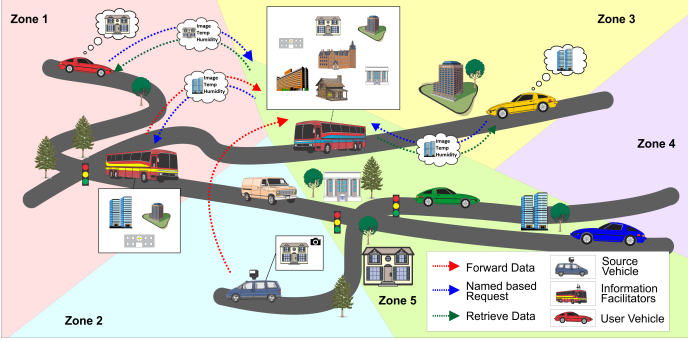 Zone 1
Image
Temp
Humidity
Zone 3
Image
Temp
Humidity
Image
Temp
Humidity
Zone 4
Zone 2
Zone 5
Forward Data
Named based
Request
Retrieve Data
Source
Vehicle
Information
Facilitators
User Vehicle